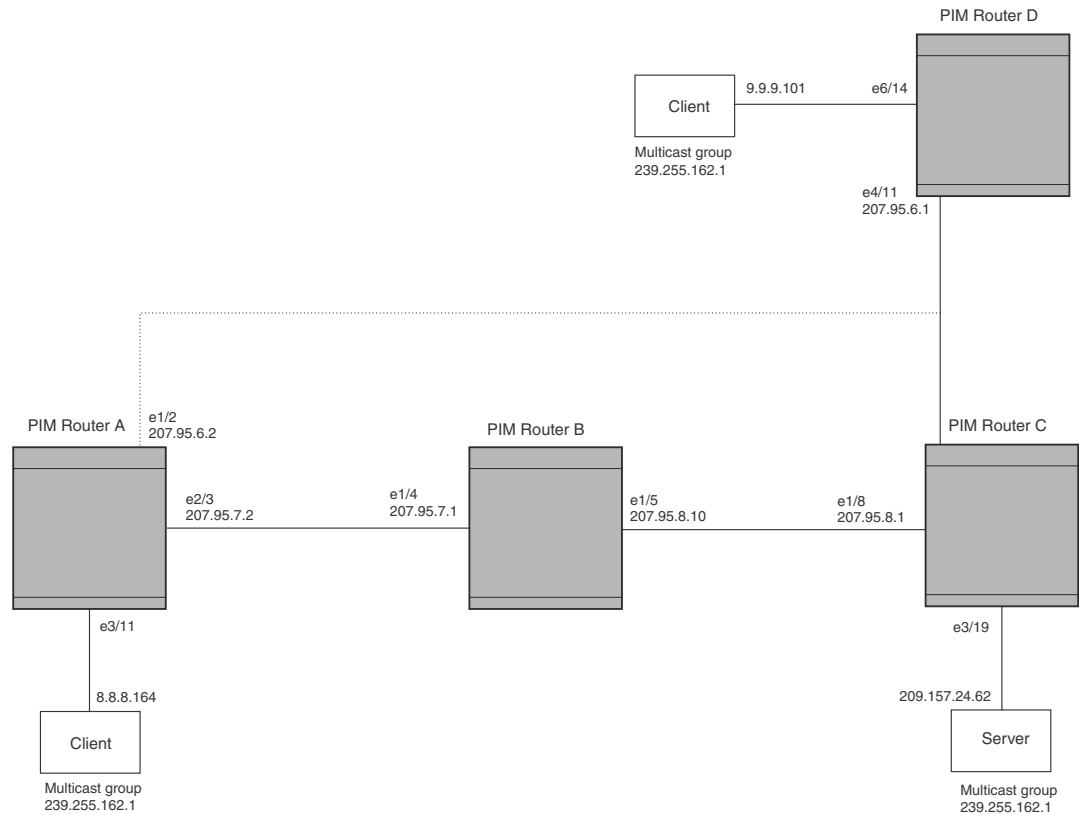 PIM Router D
9.9.9.101
e6/14
Client
Multicast group
239.255.162.1
e4/11
207.95.6.1
PIM Router A
e1/2
207.95.6.2
PIM Router B
PIM Router C
e2/3
207.95.7.2
e1/4
207.95.7.1
e1/5
207.95.8.10
e1/8
207.95.8.1
e3/11
e3/19
8.8.8.164
209.157.24.62
Client
Server
Multicast group
239.255.162.1
Multicast group
239.255.162.1